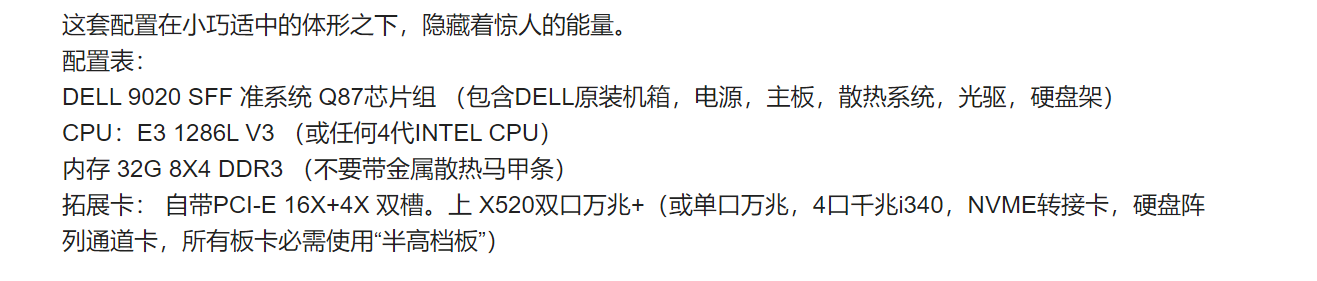 这套配置在小巧适中的体形之下，隐藏着惊人的能量。
配置表：
DELL 9020 SFF 准系统 Q87芯片组 （包含DELL原装机箱，电源，主板，散热系统，光驱，硬盘架）
CPU：E3 1286L V3 （或任何4代INTEL CPU）
内存 32G 8X4 DDR3 （不要带金属散热马甲条）
拓展卡： 自带PCI-E 16X+4X 双槽。上 X520双口万兆+（或单口万兆，4口千兆i340，NVME转接卡，硬盘阵
列通道卡，所有板卡必需使用“半高档板”）